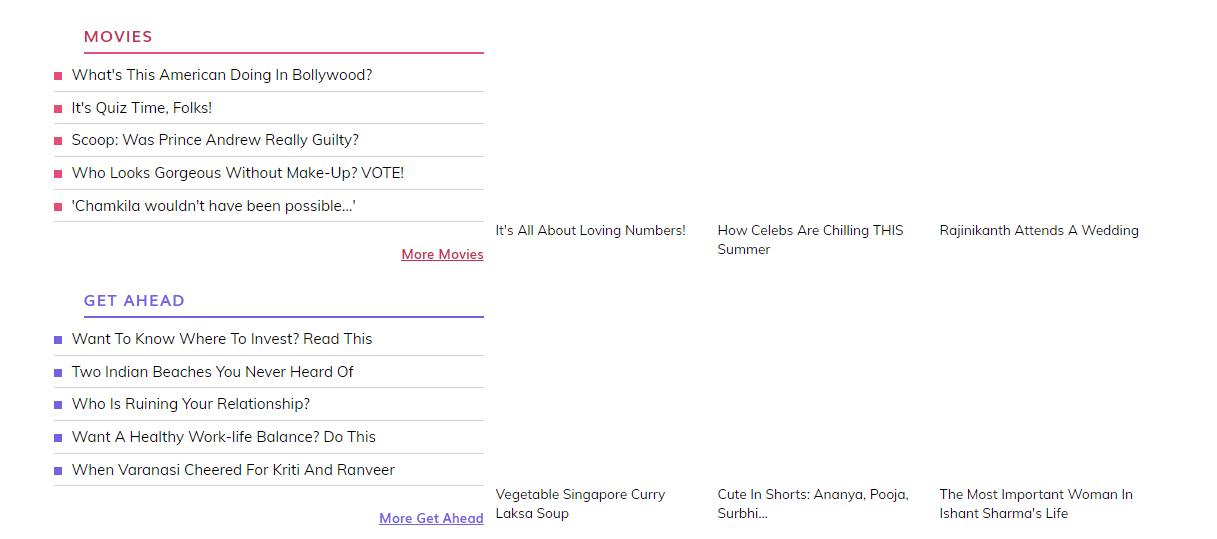 MOVIES
What's This American Doing In Bollywood?
It's Quiz Time, Folks!
Scoop: Was Prince Andrew Really Guilty?
Who Looks Gorgeous Without Make-Up? VOTE!
'Chamkila wouldn't have been possible...'
More Movies
It's All About Loving Numbers!
How Celebs Are Chilling THIS
Summer
Rajinikanth Attends A Wedding
GET AHEAD
Want To Know Where To Invest? Read This
Two Indian Beaches You Never Heard Of
Who Is Ruining Your Relationship?
Want A Healthy Work-life Balance? Do This
When Varanasi Cheered For Kriti And Ranveer
More Get Ahead
Vegetable Singapore Curry
Laksa Soup
Cute In Shorts: Ananya, Pooja,
Surbhi...
The Most Important Woman In
Ishant Sharma's Life